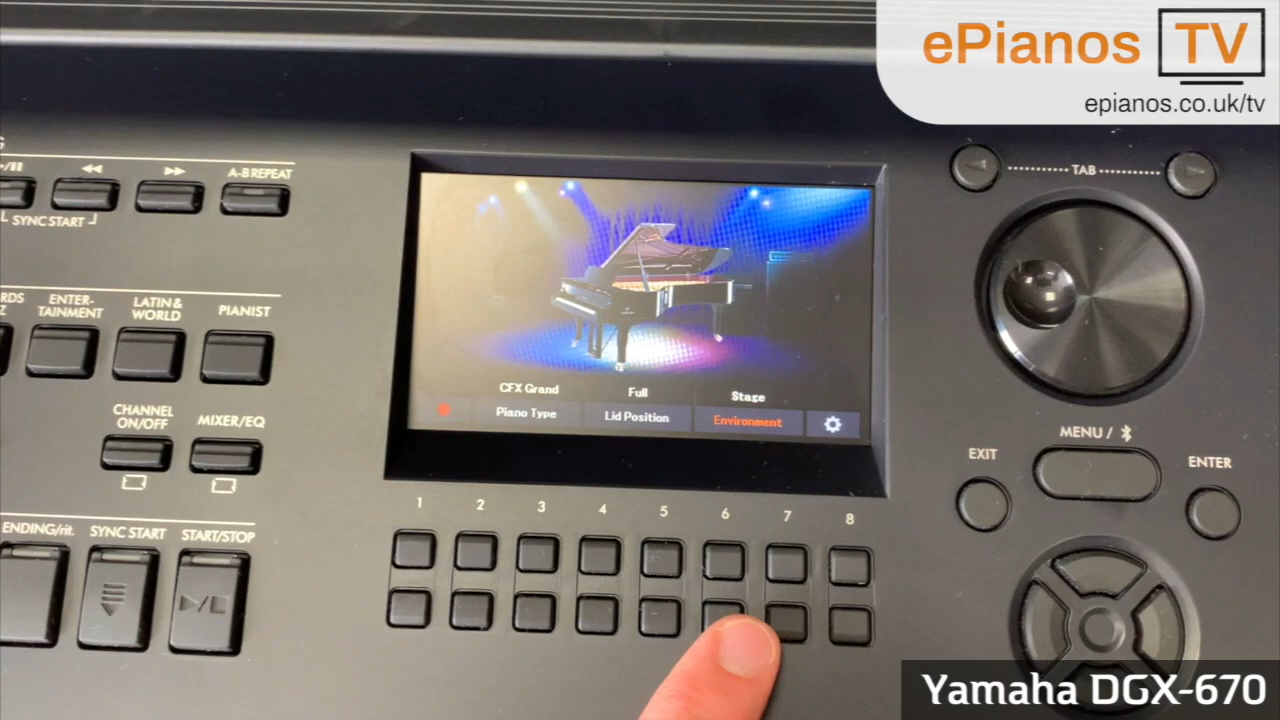 ePianos TV
epianos.co.uk/tv
TAB
A-B REPEAT
SYNC START
ENTER-
TAINMENT
LATIN &
WORLD
PIANIST
CHANNEL
ON/OFF
MIXER/EQ
CFX Grand
Full
Stage
Piano Type
Lid Position
Environment
MENU /
EXIT
ENTER
1 2 3 4 5 6 7 8
ENDING/rit.
SYNC START
START/STOP
Yamaha DGX-670